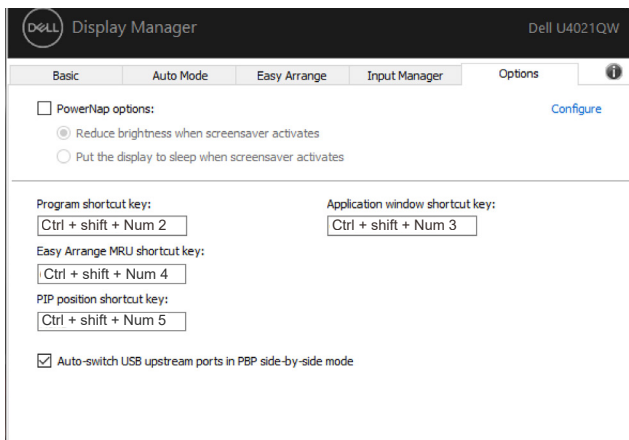 DELL Display Manager Dell U4021QW
Basic Auto Mode Easy Arrange Input Manager Options i
PowerNap options: Configure
Reduce brightness when screensaver activates
Put the display to sleep when screensaver activates
Program shortcut key: Application window shortcut key:
Ctrl + shift + Num 2 Ctrl + shift + Num 3
Easy Arrange MRU shortcut key:
Ctrl + shift + Num 4
PIP position shortcut key:
Ctrl + shift + Num 5
Auto-switch USB upstream ports in PBP side-by-side mode